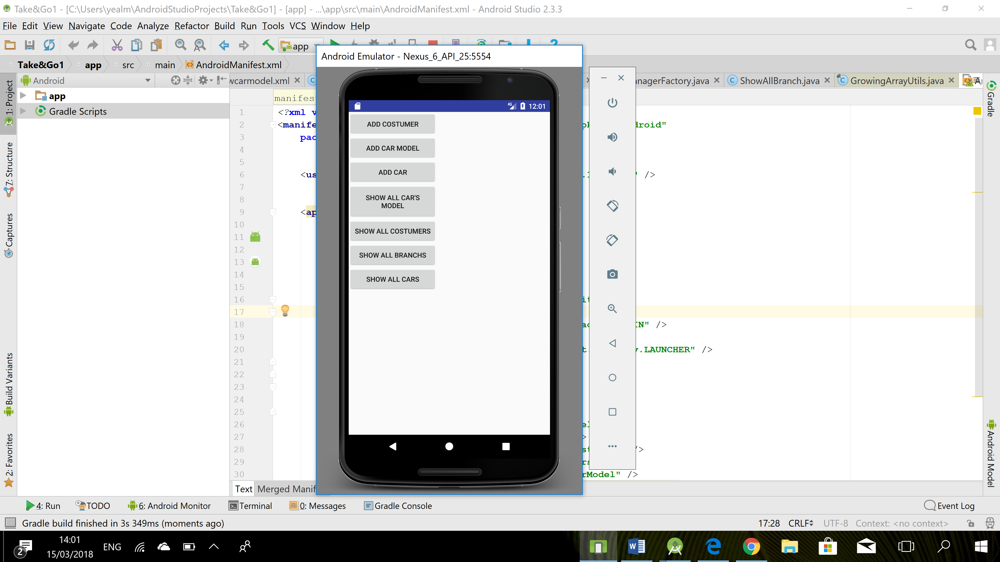 Take&Go1 - [C:\Users\yealm\AndroidStudioProjects\Take&Go1] - [app] - ...\app\src\main\AndroidManifest.xml - Android Studio 2.3.3
File Edit View Navigate Code Analyze Refactor Build Run Tools VCS Window Help
app
Take&Go1 app src main AndroidManifest.xml
Android
wcarmodel.xml
nagerFactory.java
ShowAllBranch.java
GrowingArrayUtils.java
app
Gradle Scripts
1: Project
7: Structure
Captures
Build Variants
2: Favorites
Gradle
Android Model
1 <?xml v
2 <manife
droid"
3 pac
4
5
6 <us
" />
7
8
9 <ap
10
11
12
13
14
15
16
17
18
IN" />
19
20
y.LAUNCHER" />
21
22
23
24
25
26
27
28
/>
29
30
rModel" />
Text
Android Emulator - Nexus_6_API_25:5554
4G 12:01
ADD COSTUMER
ADD CAR MODEL
ADD CAR
SHOW ALL CAR'S
MODEL
SHOW ALL COSTUMERS
SHOW ALL BRANCHS
SHOW ALL CARS
4: Run TODO 6: Android Monitor Terminal 0: Messages Gradle Console Event Log
Gradle build finished in 3s 349ms (moments ago) 17:28 CRLF UTF-8 Context: <no context>
2
14:01
15/03/2018
ENG